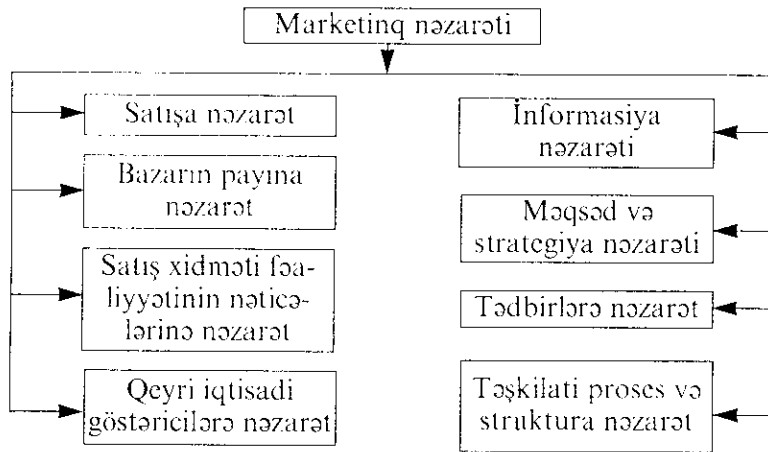 Marketinq nəzarəti
Satışa nəzarət
Bazarın payına
nəzarət
Satış xidməti fəa-
liyyətinin nəticə-
lərinə nəzarət
Qeyri iqtisadi
göstəricilərə nəzarət
İnformasiya
nəzarəti
Məqsəd və
strategiya nəzarəti
Tədbirlərə nəzarət
Təşkilati proses və
struktura nəzarət